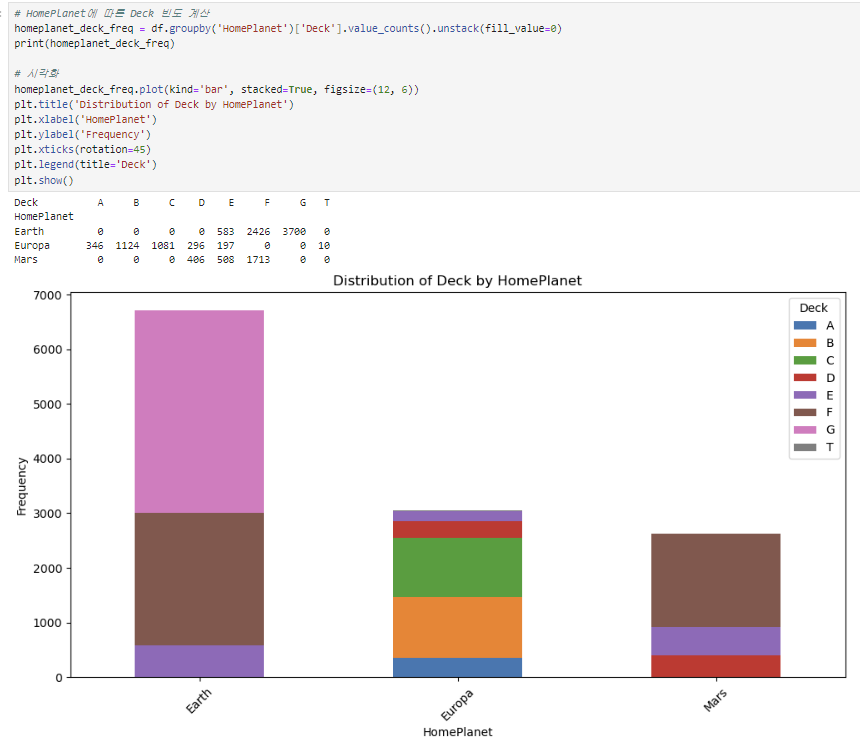 # HomePlanet에 따른 Deck 빈도 계산
homeplanet_deck_freq = df.groupby('HomePlanet')['Deck'].value_counts().unstack(fill_value=0)
print(homeplanet_deck_freq)
# 시각화
homeplanet_deck_freq.plot(kind='bar', stacked=True, figsize=(12, 6))
plt.title('Distribution of Deck by HomePlanet')
plt.xlabel('HomePlanet')
plt.ylabel('Frequency')
plt.xticks(rotation=45)
plt.legend(title='Deck')
plt.show()
Deck A B C D E F G T
HomePlanet
Earth 0 0 0 0 583 2426 3700 0
Europa 346 1124 1081 296 197 0 0 10
Mars 0 0 0 406 508 1713 0 0
Distribution of Deck by HomePlanet
7000
6000
5000
4000
3000
2000
1000
0
Frequency
Deck
A
B
C
D
E
F
G
T
Earth
Europa
Mars
HomePlanet